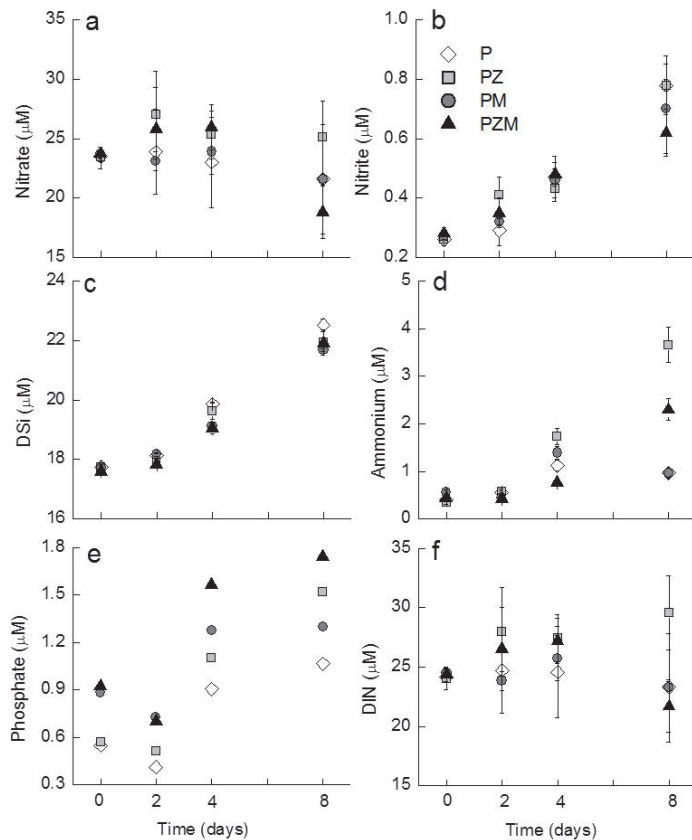 a
Nitrate (μM)
35
30
25
20
15
b
Nitrite (μM)
1.0
0.8
0.6
0.4
0.2
P
PZ
PM
PZM
c
DSi (μM)
24
22
20
18
16
d
Ammonium (μM)
5
4
3
2
1
0
e
Phosphate (μM)
1.8
1.5
1.2
0.9
0.6
0.3
0 2 4 8
Time (days)
f
DIN (μM)
35
30
25
20
15
0 2 4 8
Time (days)